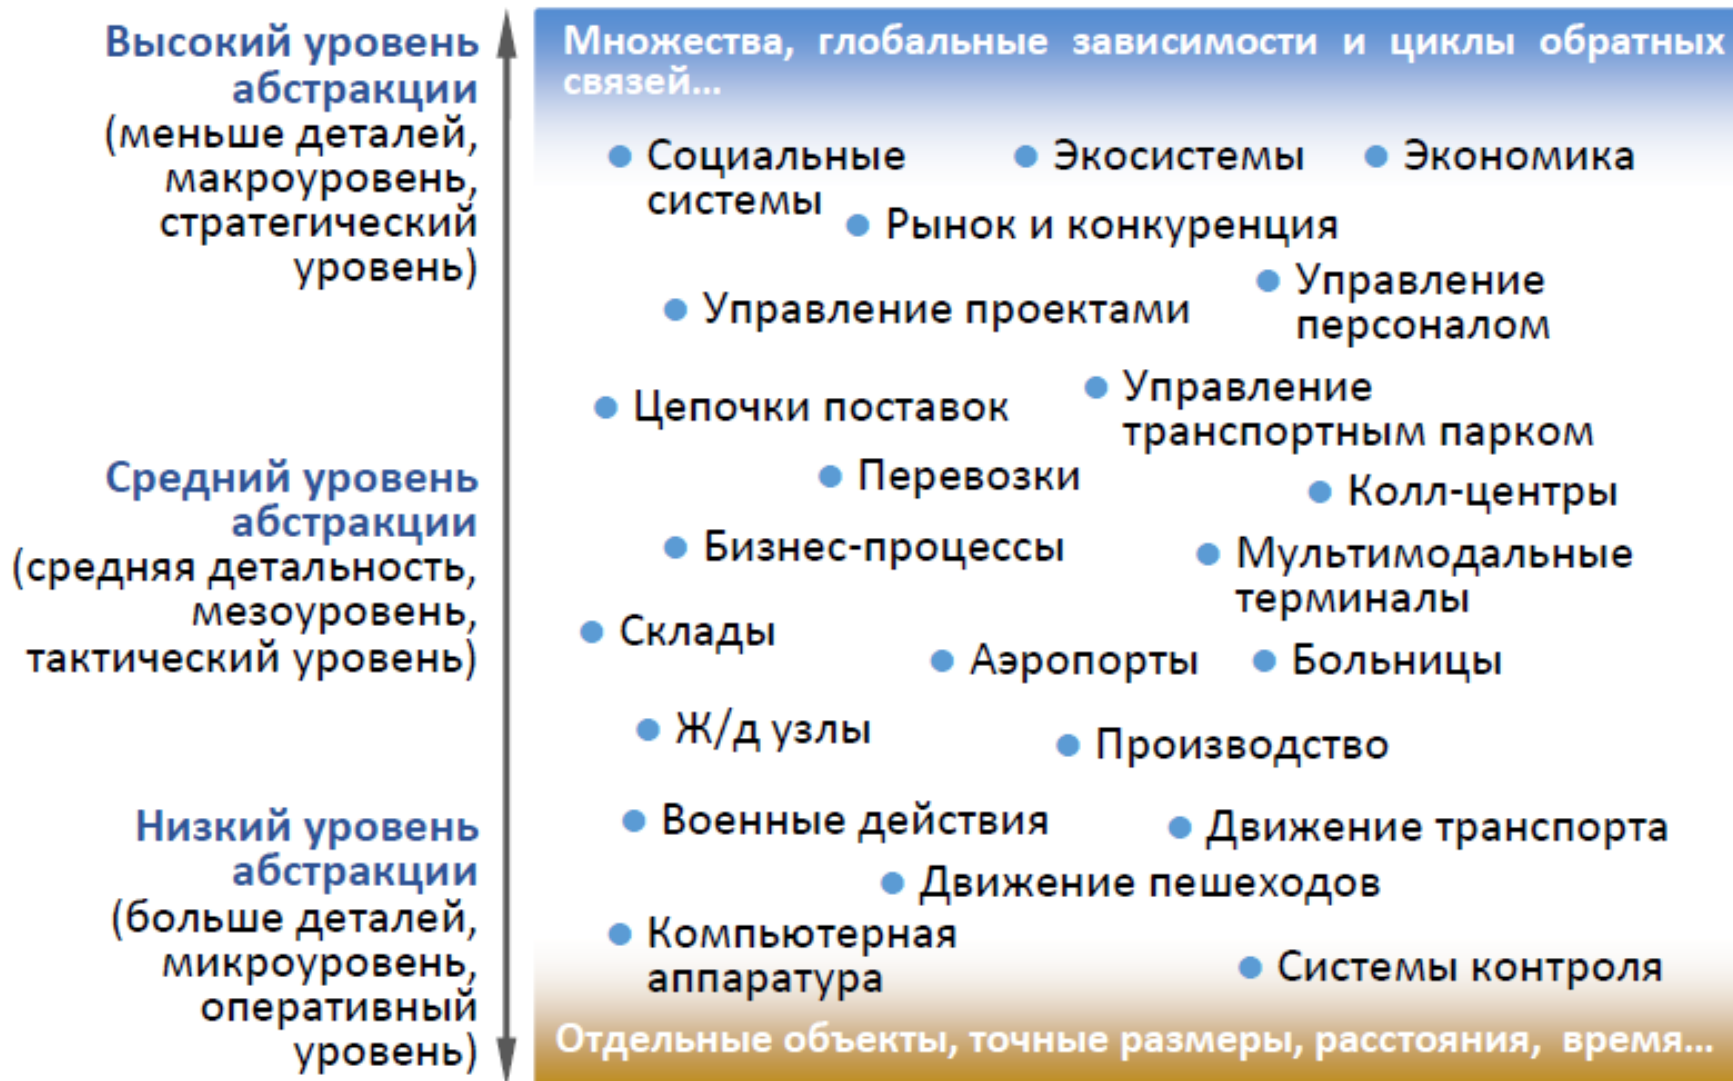 Высокий уровень
абстракции
(меньше деталей,
макроуровень,
стратегический
уровень)
Средний уровень
абстракции
(средняя детальность,
мезоуровень,
тактический уровень)
Низкий уровень
абстракции
(больше деталей,
микроуровень,
оперативный
уровень)
Множества, глобальные зависимости и циклы обратных
связей...
Социальные
системы
Экосистемы
Экономика
Рынок и конкуренция
Управление проектами
Управление
персоналом
Цепочки поставок
Управление
транспортным парком
Перевозки
Колл-центры
Бизнес-процессы
Мультимодальные
терминалы
Склады
Аэропорты
Больницы
Ж/д узлы
Производство
Военные действия
Движение транспорта
Движение пешеходов
Компьютерная
аппаратура
Системы контроля
Отдельные объекты, точные размеры, расстояния, время...